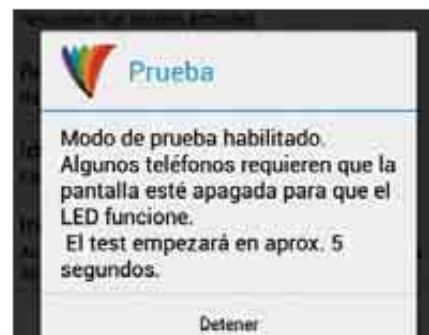 Prueba
Modo de prueba habilitado.
Algunos teléfonos requieren que la
pantalla esté apagada para que el
LED funcione.
El test empezará en aprox. 5
segundos.
Detener